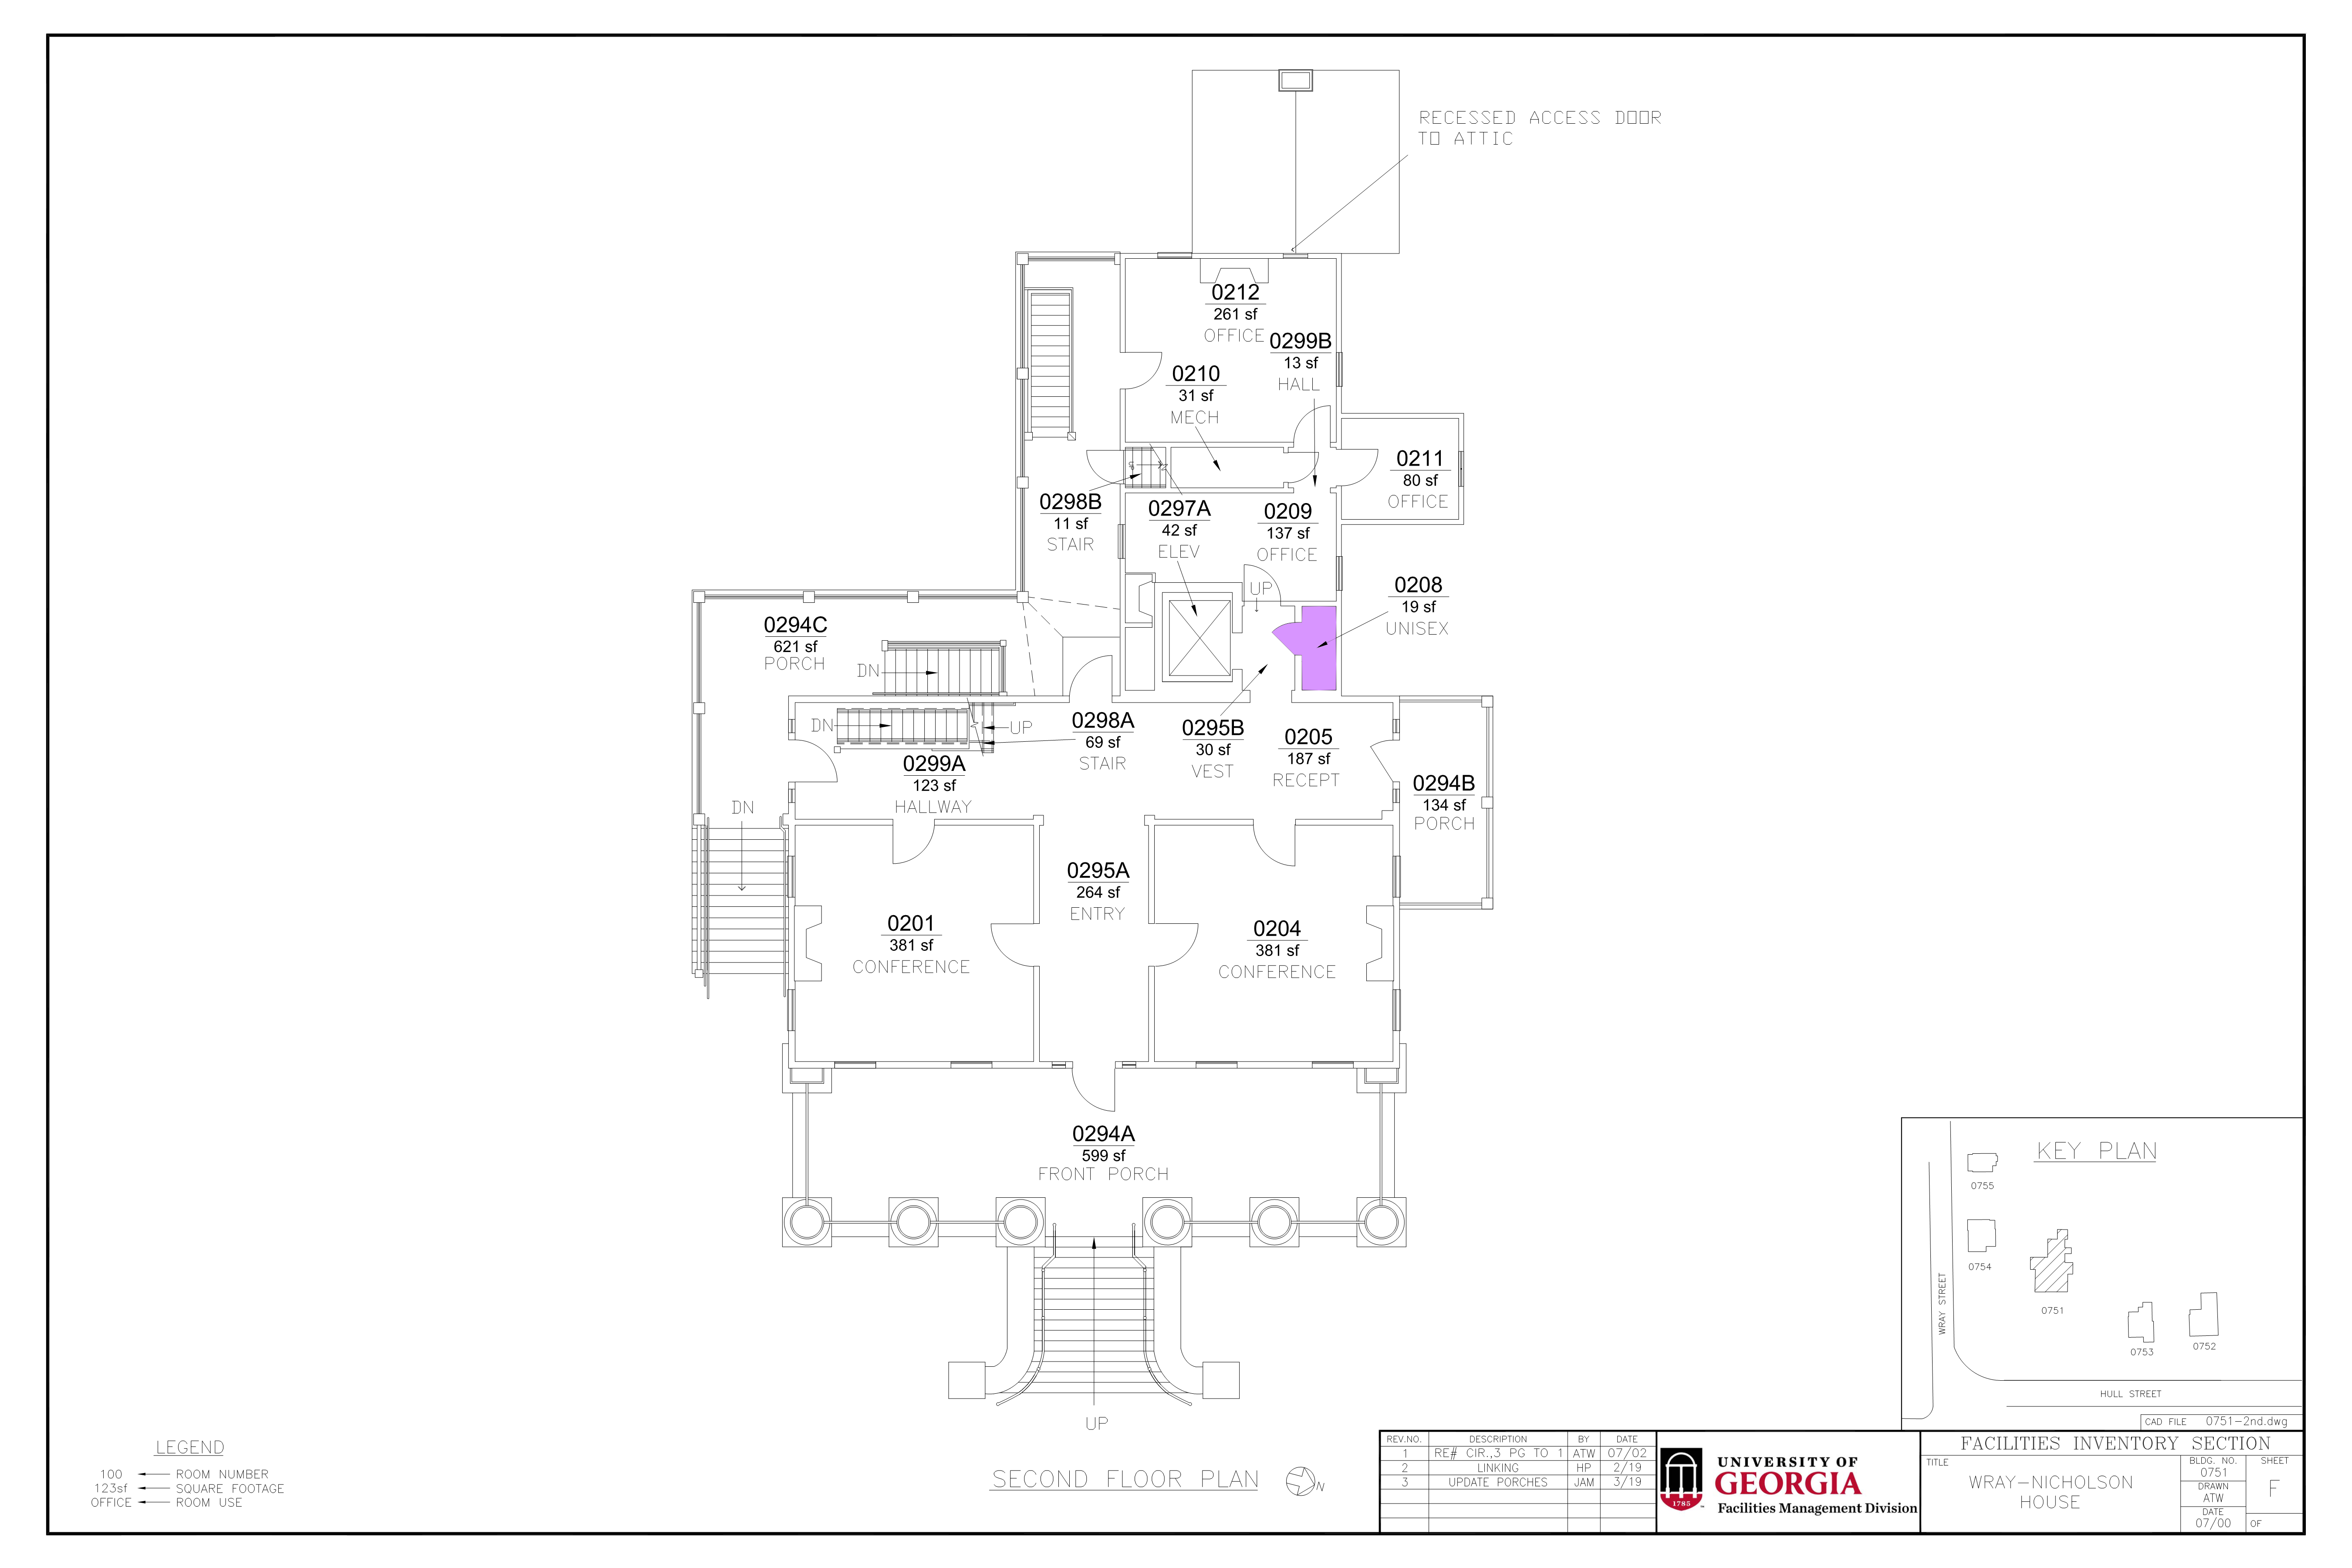 RECESSED ACCESS DOOR
TO ATTIC
0212
261 sf
OFFICE
0299B
13 sf
HALL
0210
31 sf
MECH
0211
80 sf
OFFICE
0298B
11 sf
STAIR
0297A
42 sf
ELEV
0209
137 sf
OFFICE
UP
0208
19 sf
UNISEX
0294C
621 sf
PORCH
DN
DN
UP
0298A
69 sf
STAIR
0295B
30 sf
VEST
0205
187 sf
RECEPT
0299A
123 sf
HALLWAY
0294B
134 sf
PORCH
DN
0295A
264 sf
ENTRY
0201
381 sf
CONFERENCE
0204
381 sf
CONFERENCE
0294A
599 sf
FRONT PORCH
UP
SECOND FLOOR PLAN
N
LEGEND
100 ROOM NUMBER
123sf SQUARE FOOTAGE
OFFICE ROOM USE
KEY PLAN
0755
0754
0751
0753
0752
WRAY STREET
HULL STREET
CAD FILE 0751-2nd.dwg
REV.NO. DESCRIPTION BY DATE
1 RE# CIR.,3 PG TO 1 ATW 07/02
2 LINKING HP 2/19
3 UPDATE PORCHES JAM 3/19
1785
UNIVERSITY OF
GEORGIA
Facilities Management Division
FACILITIES INVENTORY SECTION
TITLE
WRAY-NICHOLSON
HOUSE
BLDG. NO.
0751
DRAWN
ATW
DATE
07/00
SHEET
F
OF